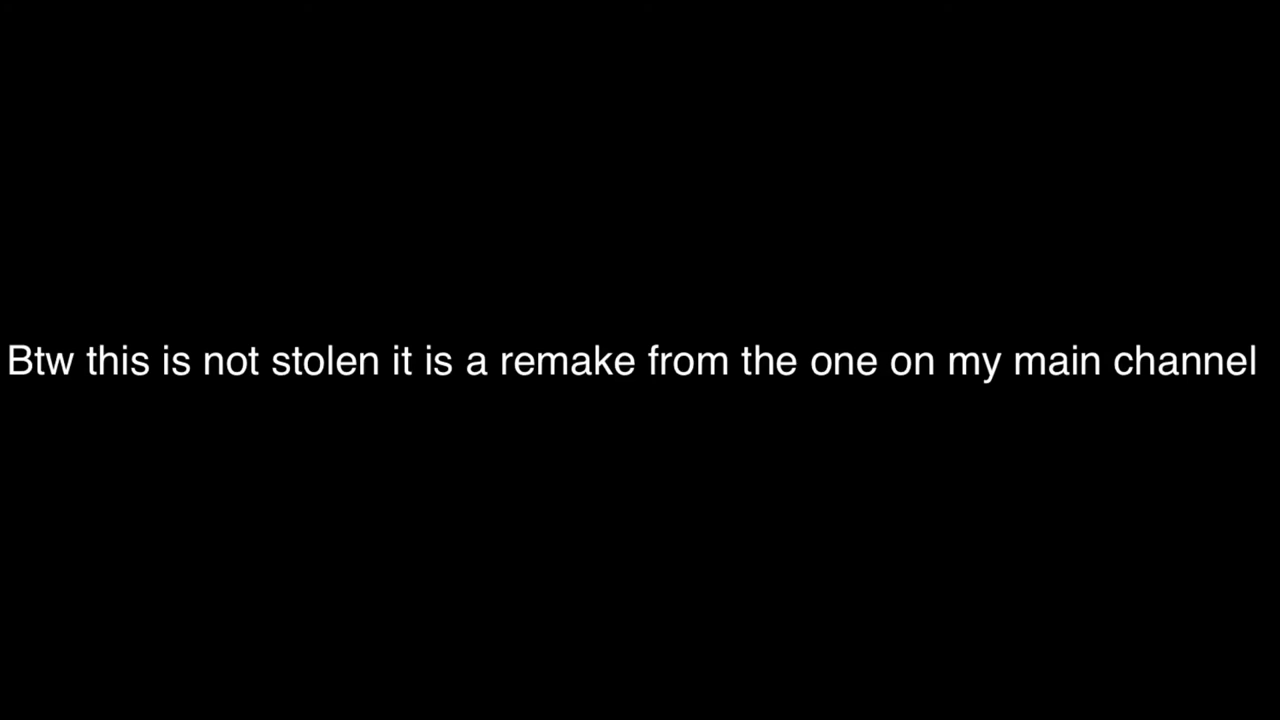 Btw this is not stolen it is a remake from the one on my main channel